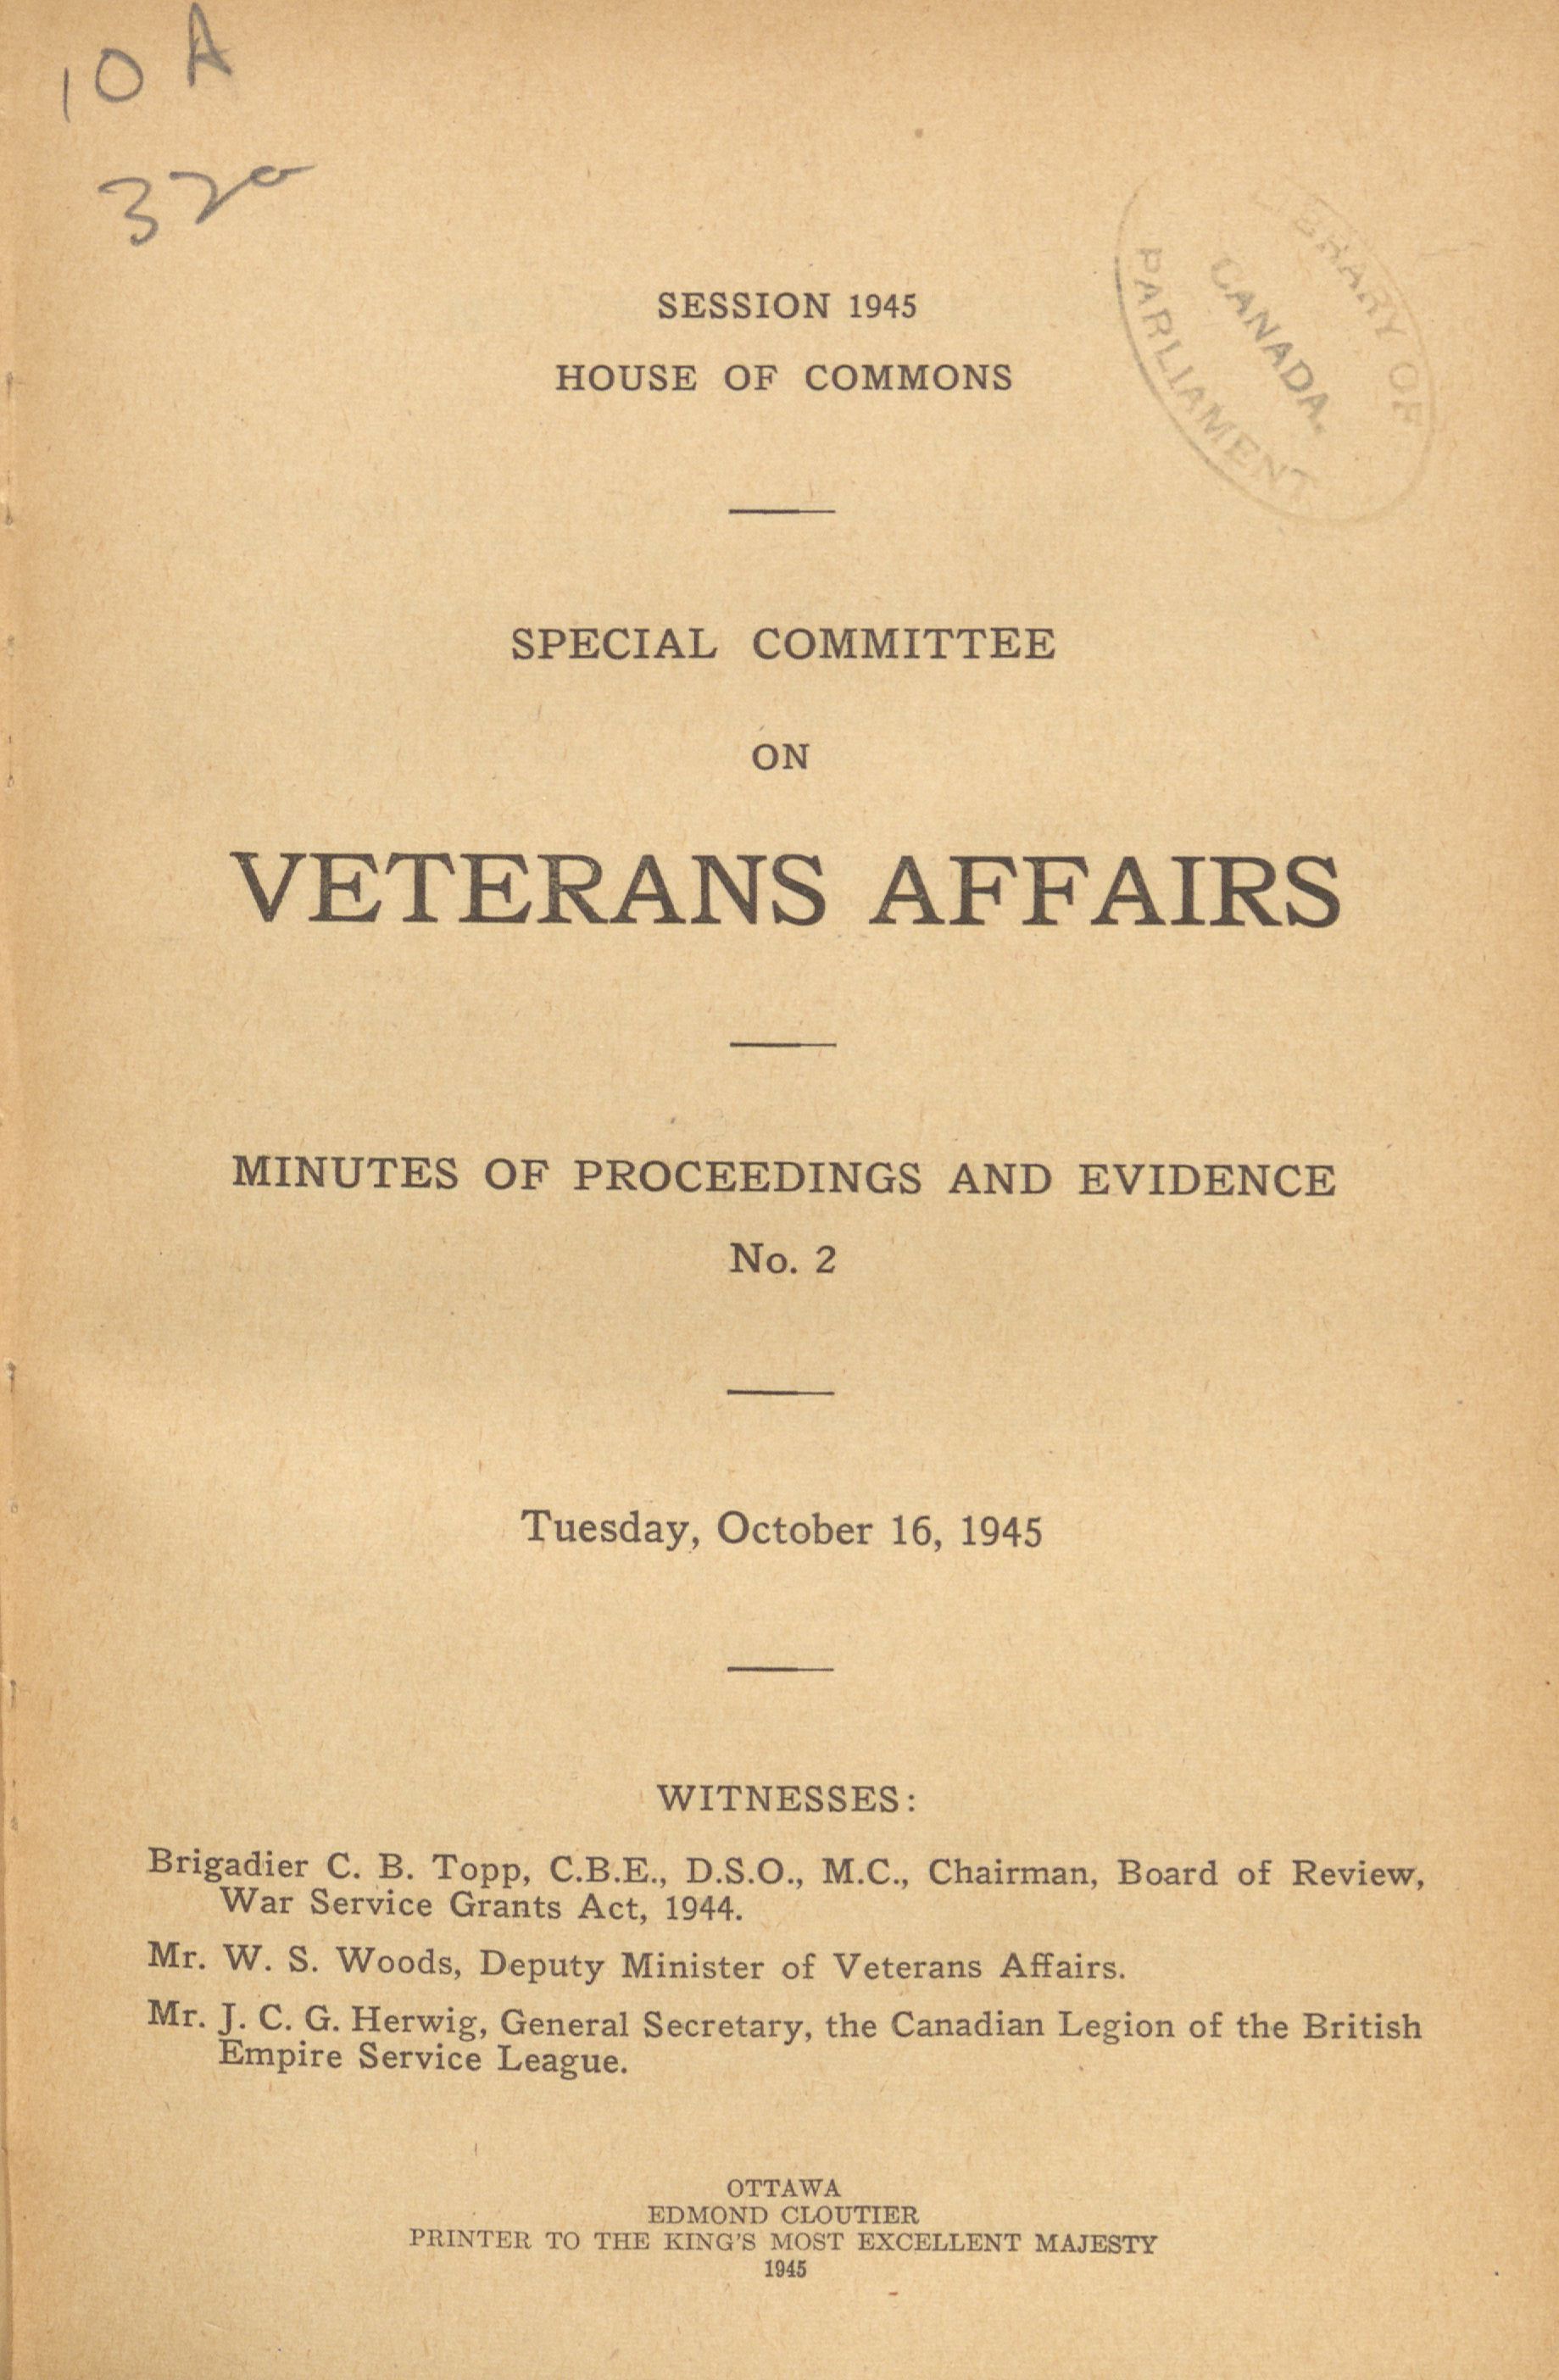 10 A
SESSION 1945
HOUSE OF COMMONS
LIBRARY OF
CANADA.
PARLIAMENT
SPECIAL COMMITTEE
ON
VETERANS AFFAIRS
MINUTES OF PROCEEDINGS AND EVIDENCE
No. 2
Tuesday, October 16, 1945
WITNESSES:
Brigadier C. B. Topp, C.B.E., D.S.O., M.C., Chairman, Board of Review,
War Service Grants Act, 1944.
Mr. W. S. Woods, Deputy Minister of Veterans Affairs.
Mr. J. C. G. Herwig, General Secretary, the Canadian Legion of the British
Empire Service League.
OTTAWA
EDMOND CLOUTIER
PRINTER TO THE KING'S MOST EXCELLENT MAJESTY
1945